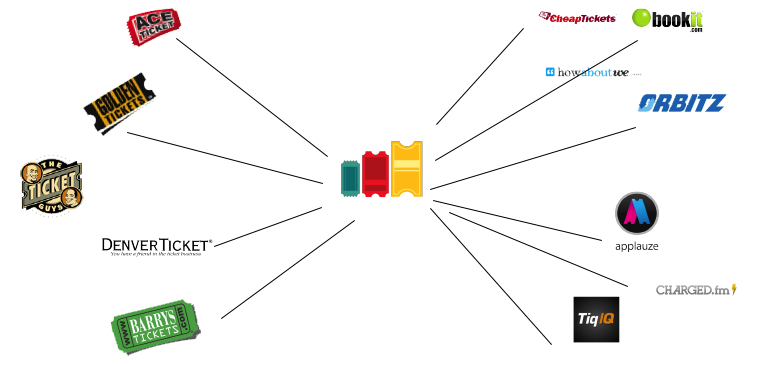 ACE
TICKET
CheapTickets
bookit
.com
GOLDEN
TICKETS
howaboutwe
ORBITZ
THE
TICKET
GUYS
applauze
DENVERTICKET®
You have a friend in the ticket business
CHARGED.fm
TiqIQ
www.
BARRYS
TICKETS
.com